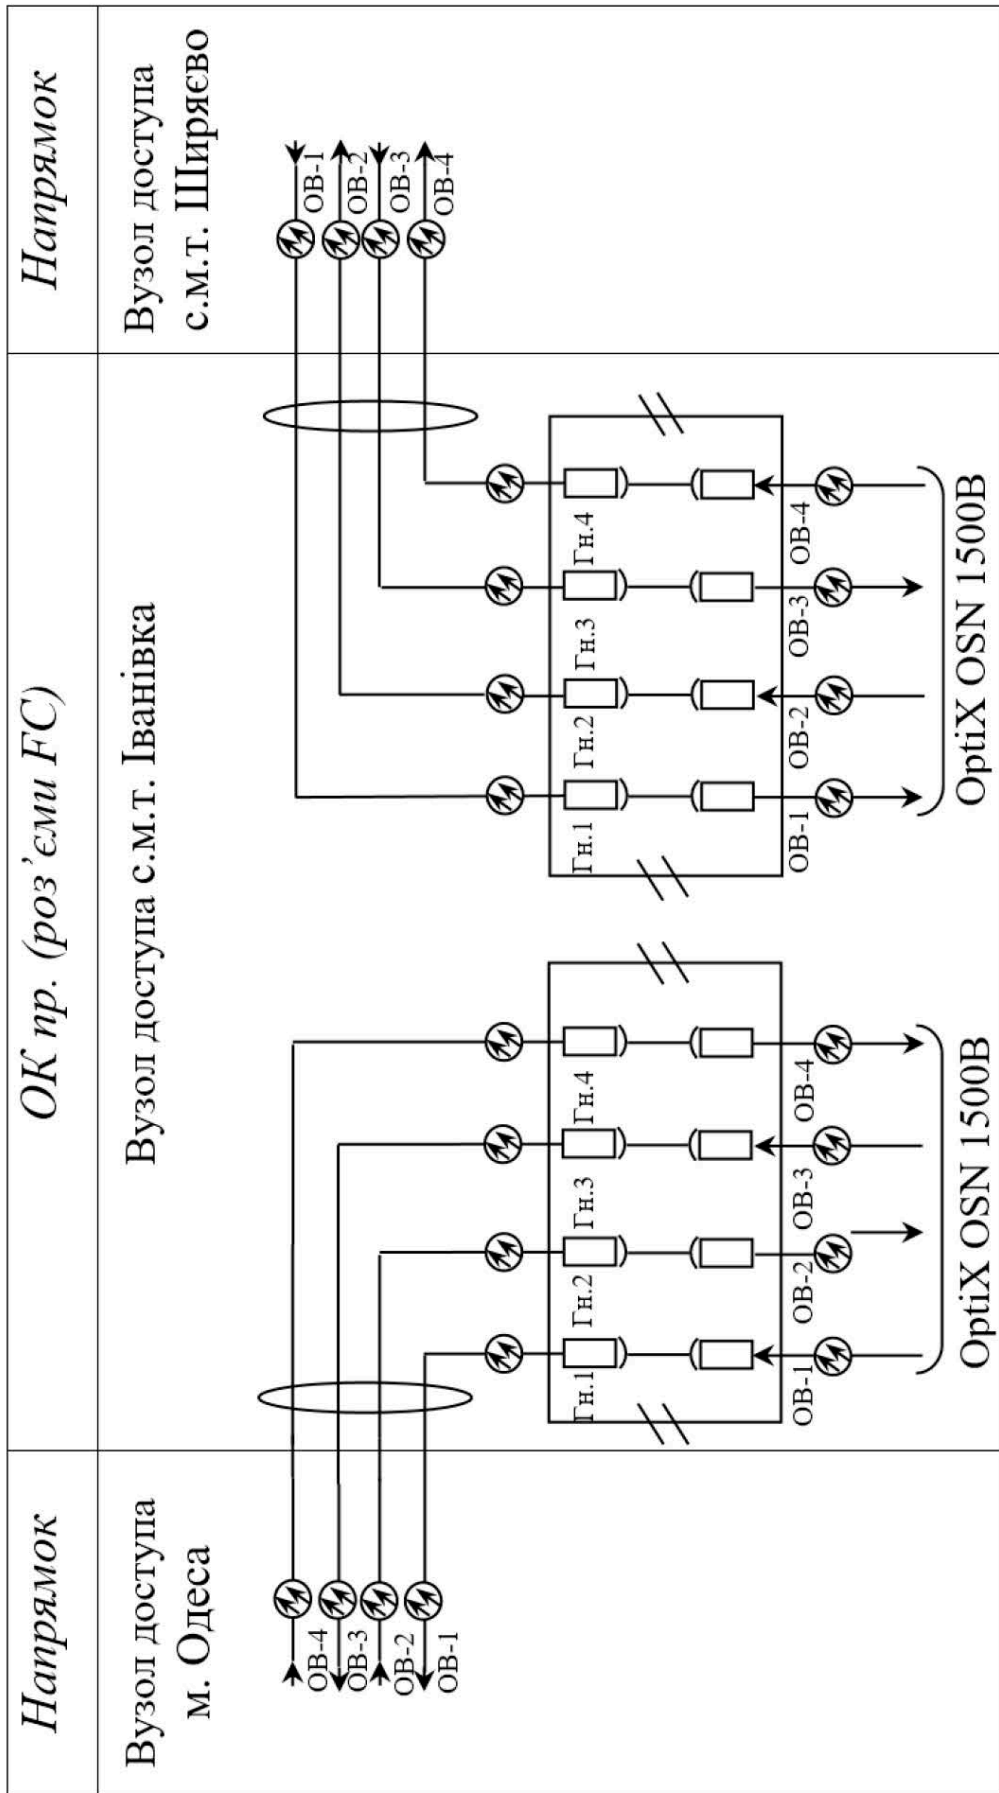 Напрямок
ОК пр. (роз’єми FC)
Напрямок
Вузол доступа
м. Одеса
Вузол доступа с.м.т. Іванівка
Вузол доступа
с.м.т. Ширяєво
ОВ-4
ОВ-3
ОВ-2
ОВ-1
ОВ-1
ОВ-2
ОВ-3
ОВ-4
Гн.1
Гн.2
Гн.3
Гн.4
Гн.1
Гн.2
Гн.3
Гн.4
ОВ-1
ОВ-2
ОВ-3
ОВ-4
ОВ-1
ОВ-2
ОВ-3
ОВ-4
OptiX OSN 1500B
OptiX OSN 1500B